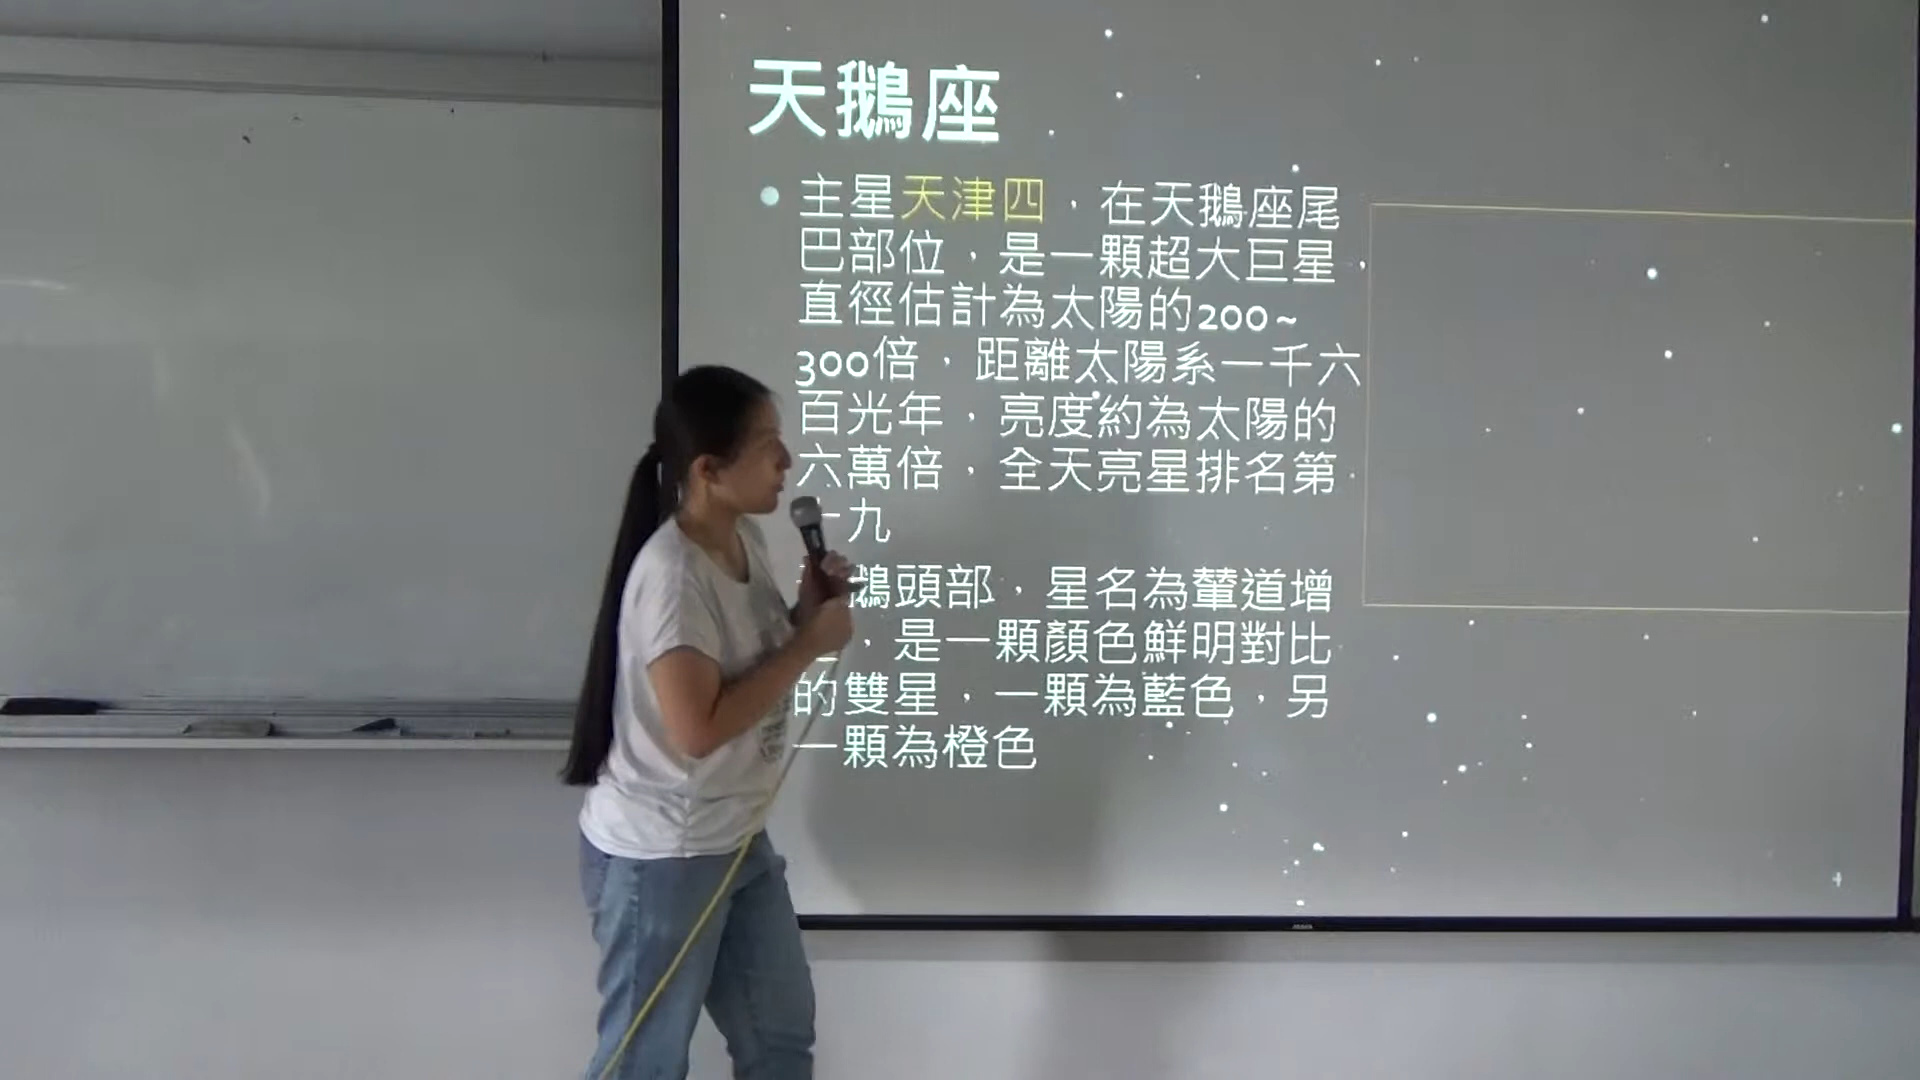 天鵝座
主星天津四，在天鵝座尾
巴部位，是一顆超大巨星，
直徑估計為太陽的200~
300倍，距離太陽系一千六
百光年，亮度約為太陽的
六萬倍，全天亮星排名第
十九
鵝頭部，星名為輦道增
，是一顆顏色鮮明對比
的雙星，一顆為藍色，另
一顆為橙色